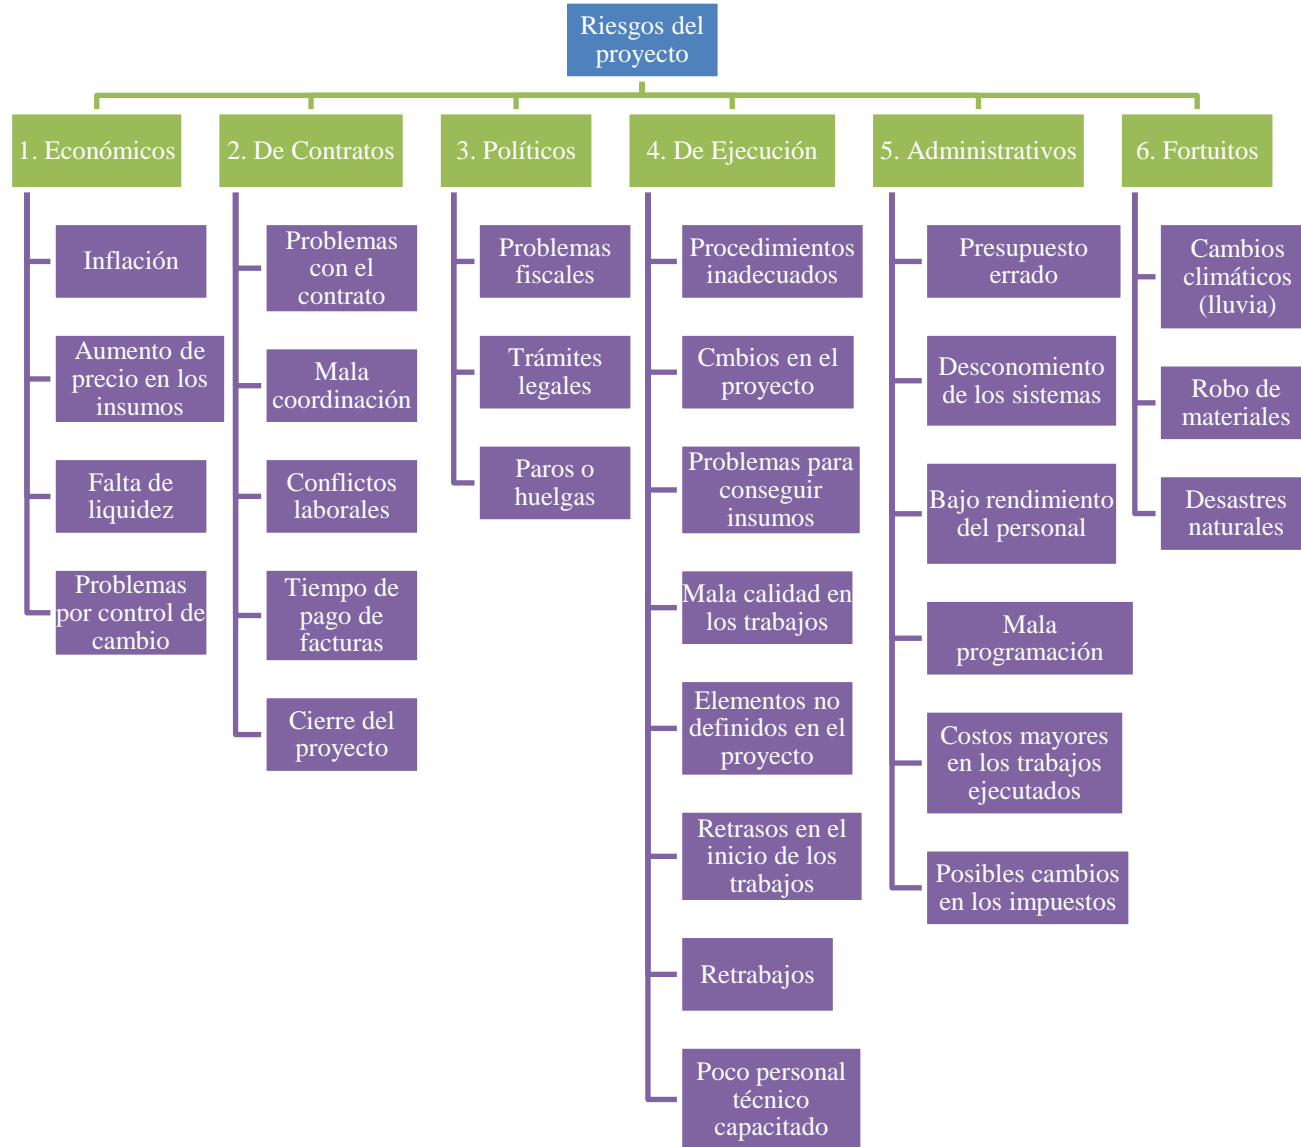 Riesgos del
proyecto
1. Económicos
2. De Contratos
3. Políticos
4. De Ejecución
5. Administrativos
6. Fortuitos
Inflación
Aumento de
precio en los
insumos
Falta de
liquidez
Problemas
por control de
cambio
Problemas
con el
contrato
Mala
coordinación
Conflictos
laborales
Tiempo de
pago de
facturas
Cierre del
proyecto
Problemas
fiscales
Trámites
legales
Paros o
huelgas
Procedimientos
inadecuados
Cmbios en el
proyecto
Problemas para
conseguir
insumos
Mala calidad en
los trabajos
Elementos no
definidos en el
proyecto
Retrasos en el
inicio de los
trabajos
Retrabajos
Poco personal
técnico
capacitado
Presupuesto
errado
Desconomiento
de los sistemas
Bajo rendimiento
del personal
Mala
programación
Costos mayores
en los trabajos
ejecutados
Posibles cambios
en los impuestos
Cambios
climáticos
(lluvia)
Robo de
materiales
Desastres
naturales